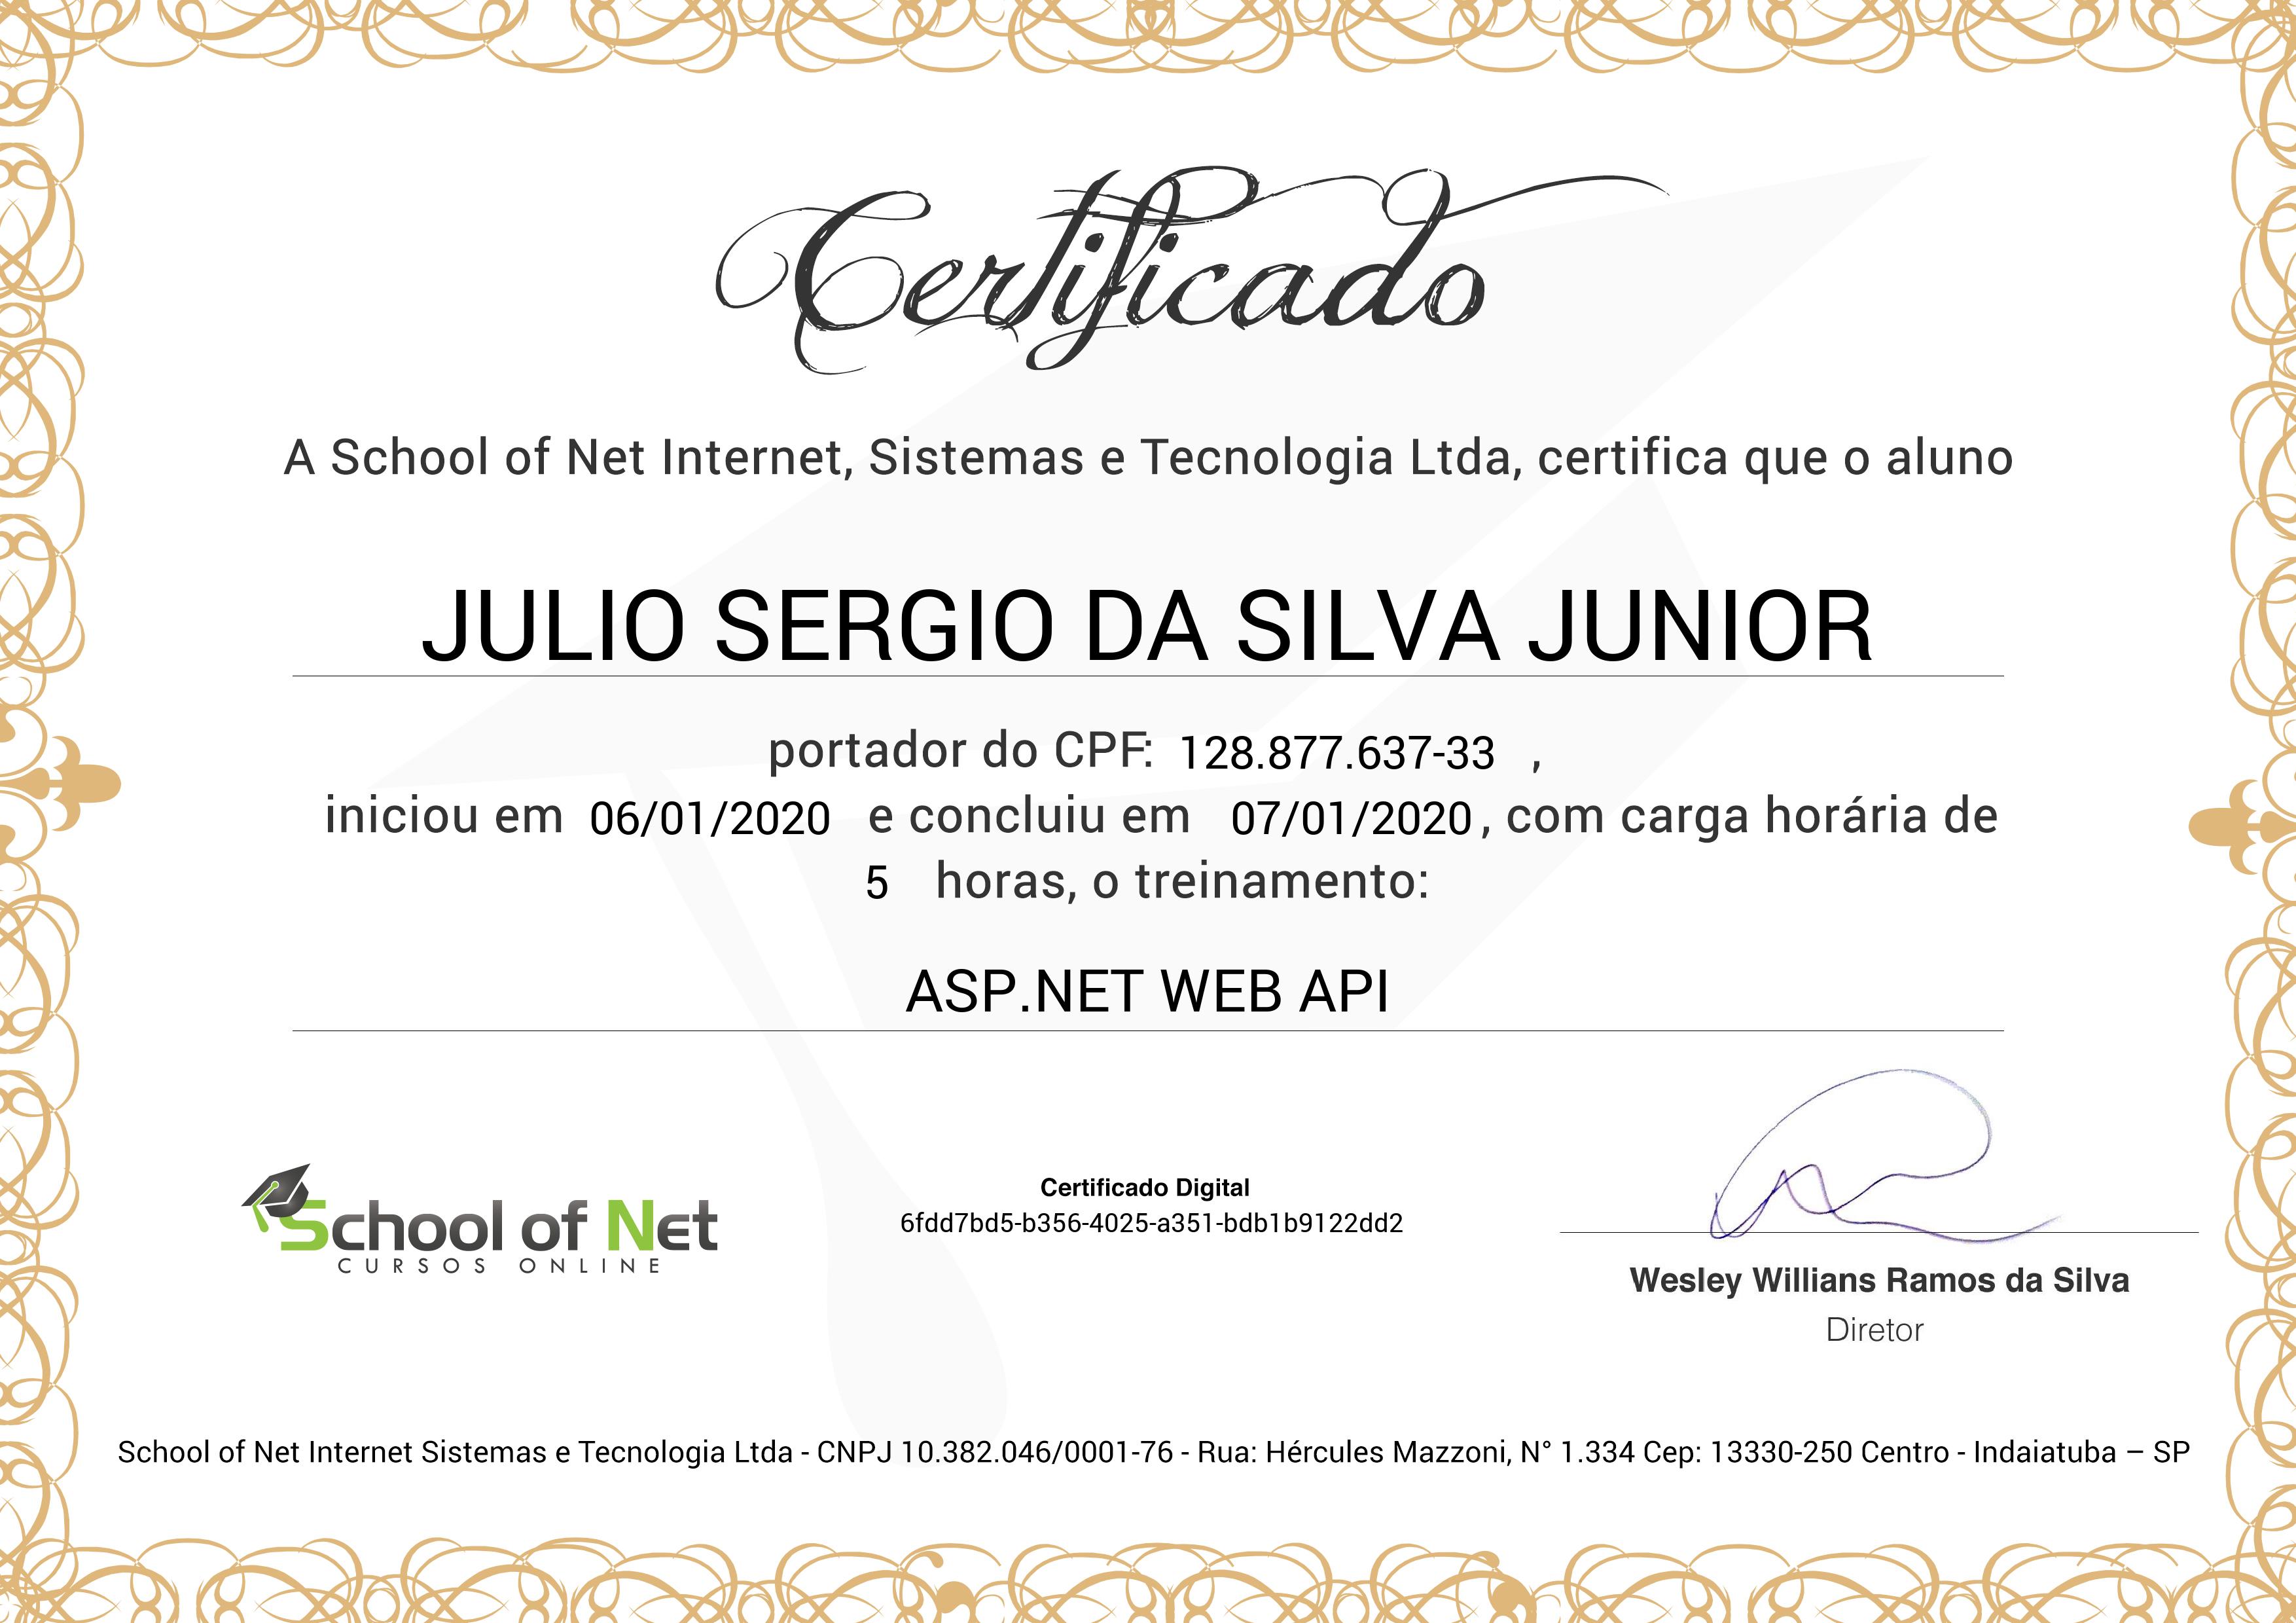 Certificado
A School of Net Internet, Sistemas e Tecnologia Ltda, certifica que o aluno
JULIO SERGIO DA SILVA JUNIOR
portador do CPF: 128.877.637-33 ,
iniciou em 06/01/2020 e concluiu em 07/01/2020, com carga horária de
5 horas, o treinamento:
ASP.NET WEB API
School of Net
CURSOS ONLINE
Certificado Digital
6fdd7bd5-b356-4025-a351-bdb1b9122dd2
Wesley Willians Ramos da Silva
Diretor
School of Net Internet Sistemas e Tecnologia Ltda - CNPJ 10.382.046/0001-76 - Rua: Hércules Mazzoni, N° 1.334 Cep: 13330-250 Centro - Indaiatuba – SP